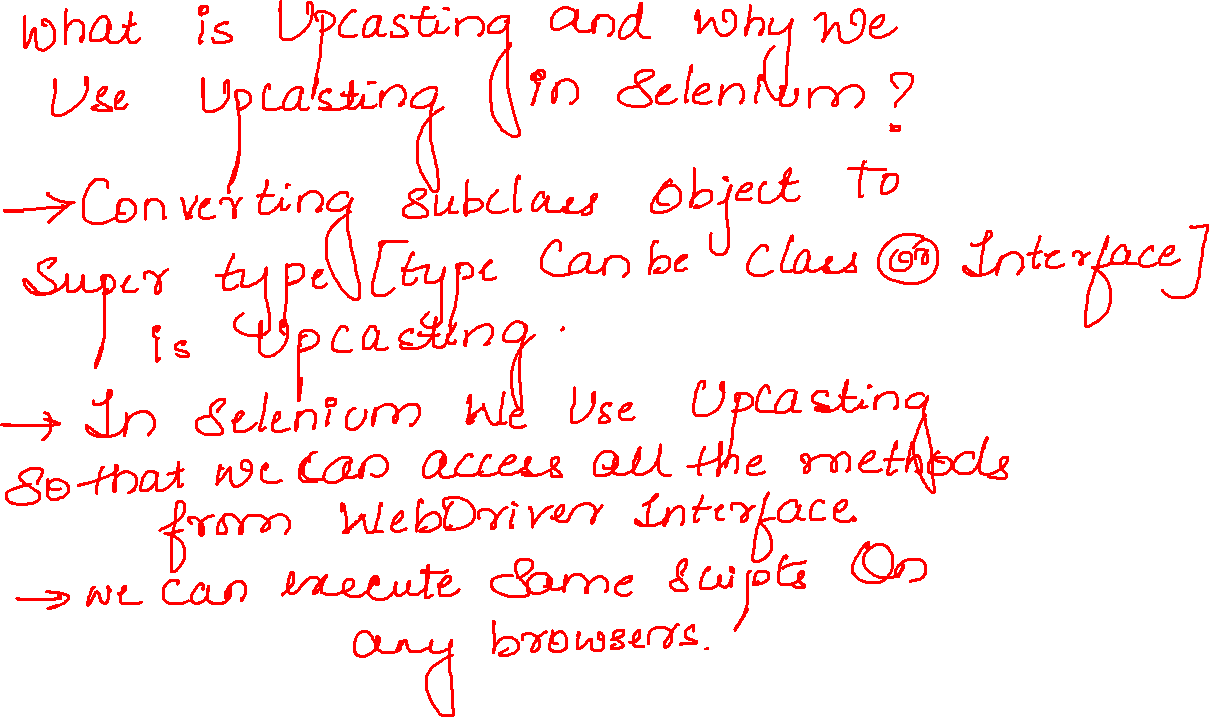 What is Upcasting and why we
Use Upcasting in Selenium?
→ Converting subclass object To
Super type [type Can be class or Interface]
is Upcasting.
→ In Selenium We Use Upcasting
So that we can access all the methods
from WebDriver Interface
→ we can execute Same Scripts On
any browsers.